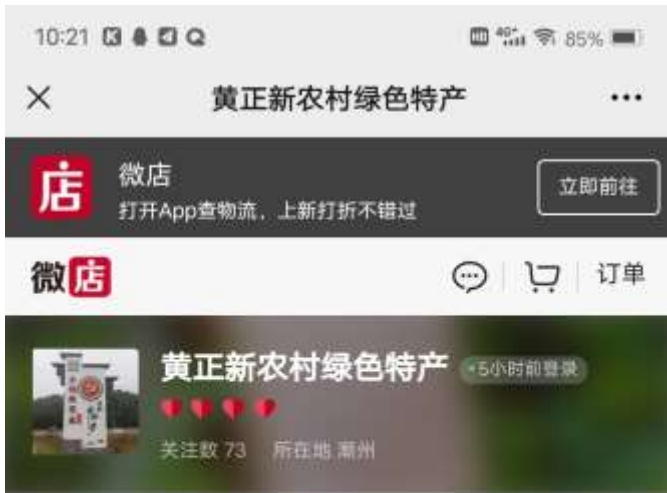 10:21 85%
黄正新农村绿色特产
店 微店
打开App查物流，上新打折不错过
立即前往
微店 订单
黄正新农村绿色特产 5小时前登录
关注数 73 所在地 潮州